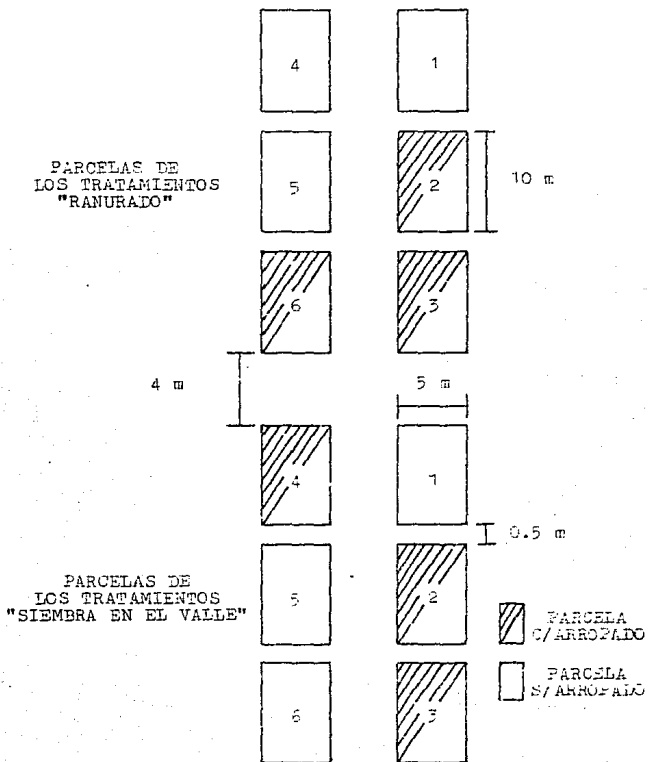 4
1
PARCELAS DE
LOS TRATAMIENTOS
"RANURADO"
5
2
10 m
6
3
4 m
5 m
4
1
0.5 m
PARCELAS DE
LOS TRATAMIENTOS
"SIEMBRA EN EL VALLE"
5
2
PARCELA
C/ARROPADO
6
3
PARCELA
S/ARROPADO